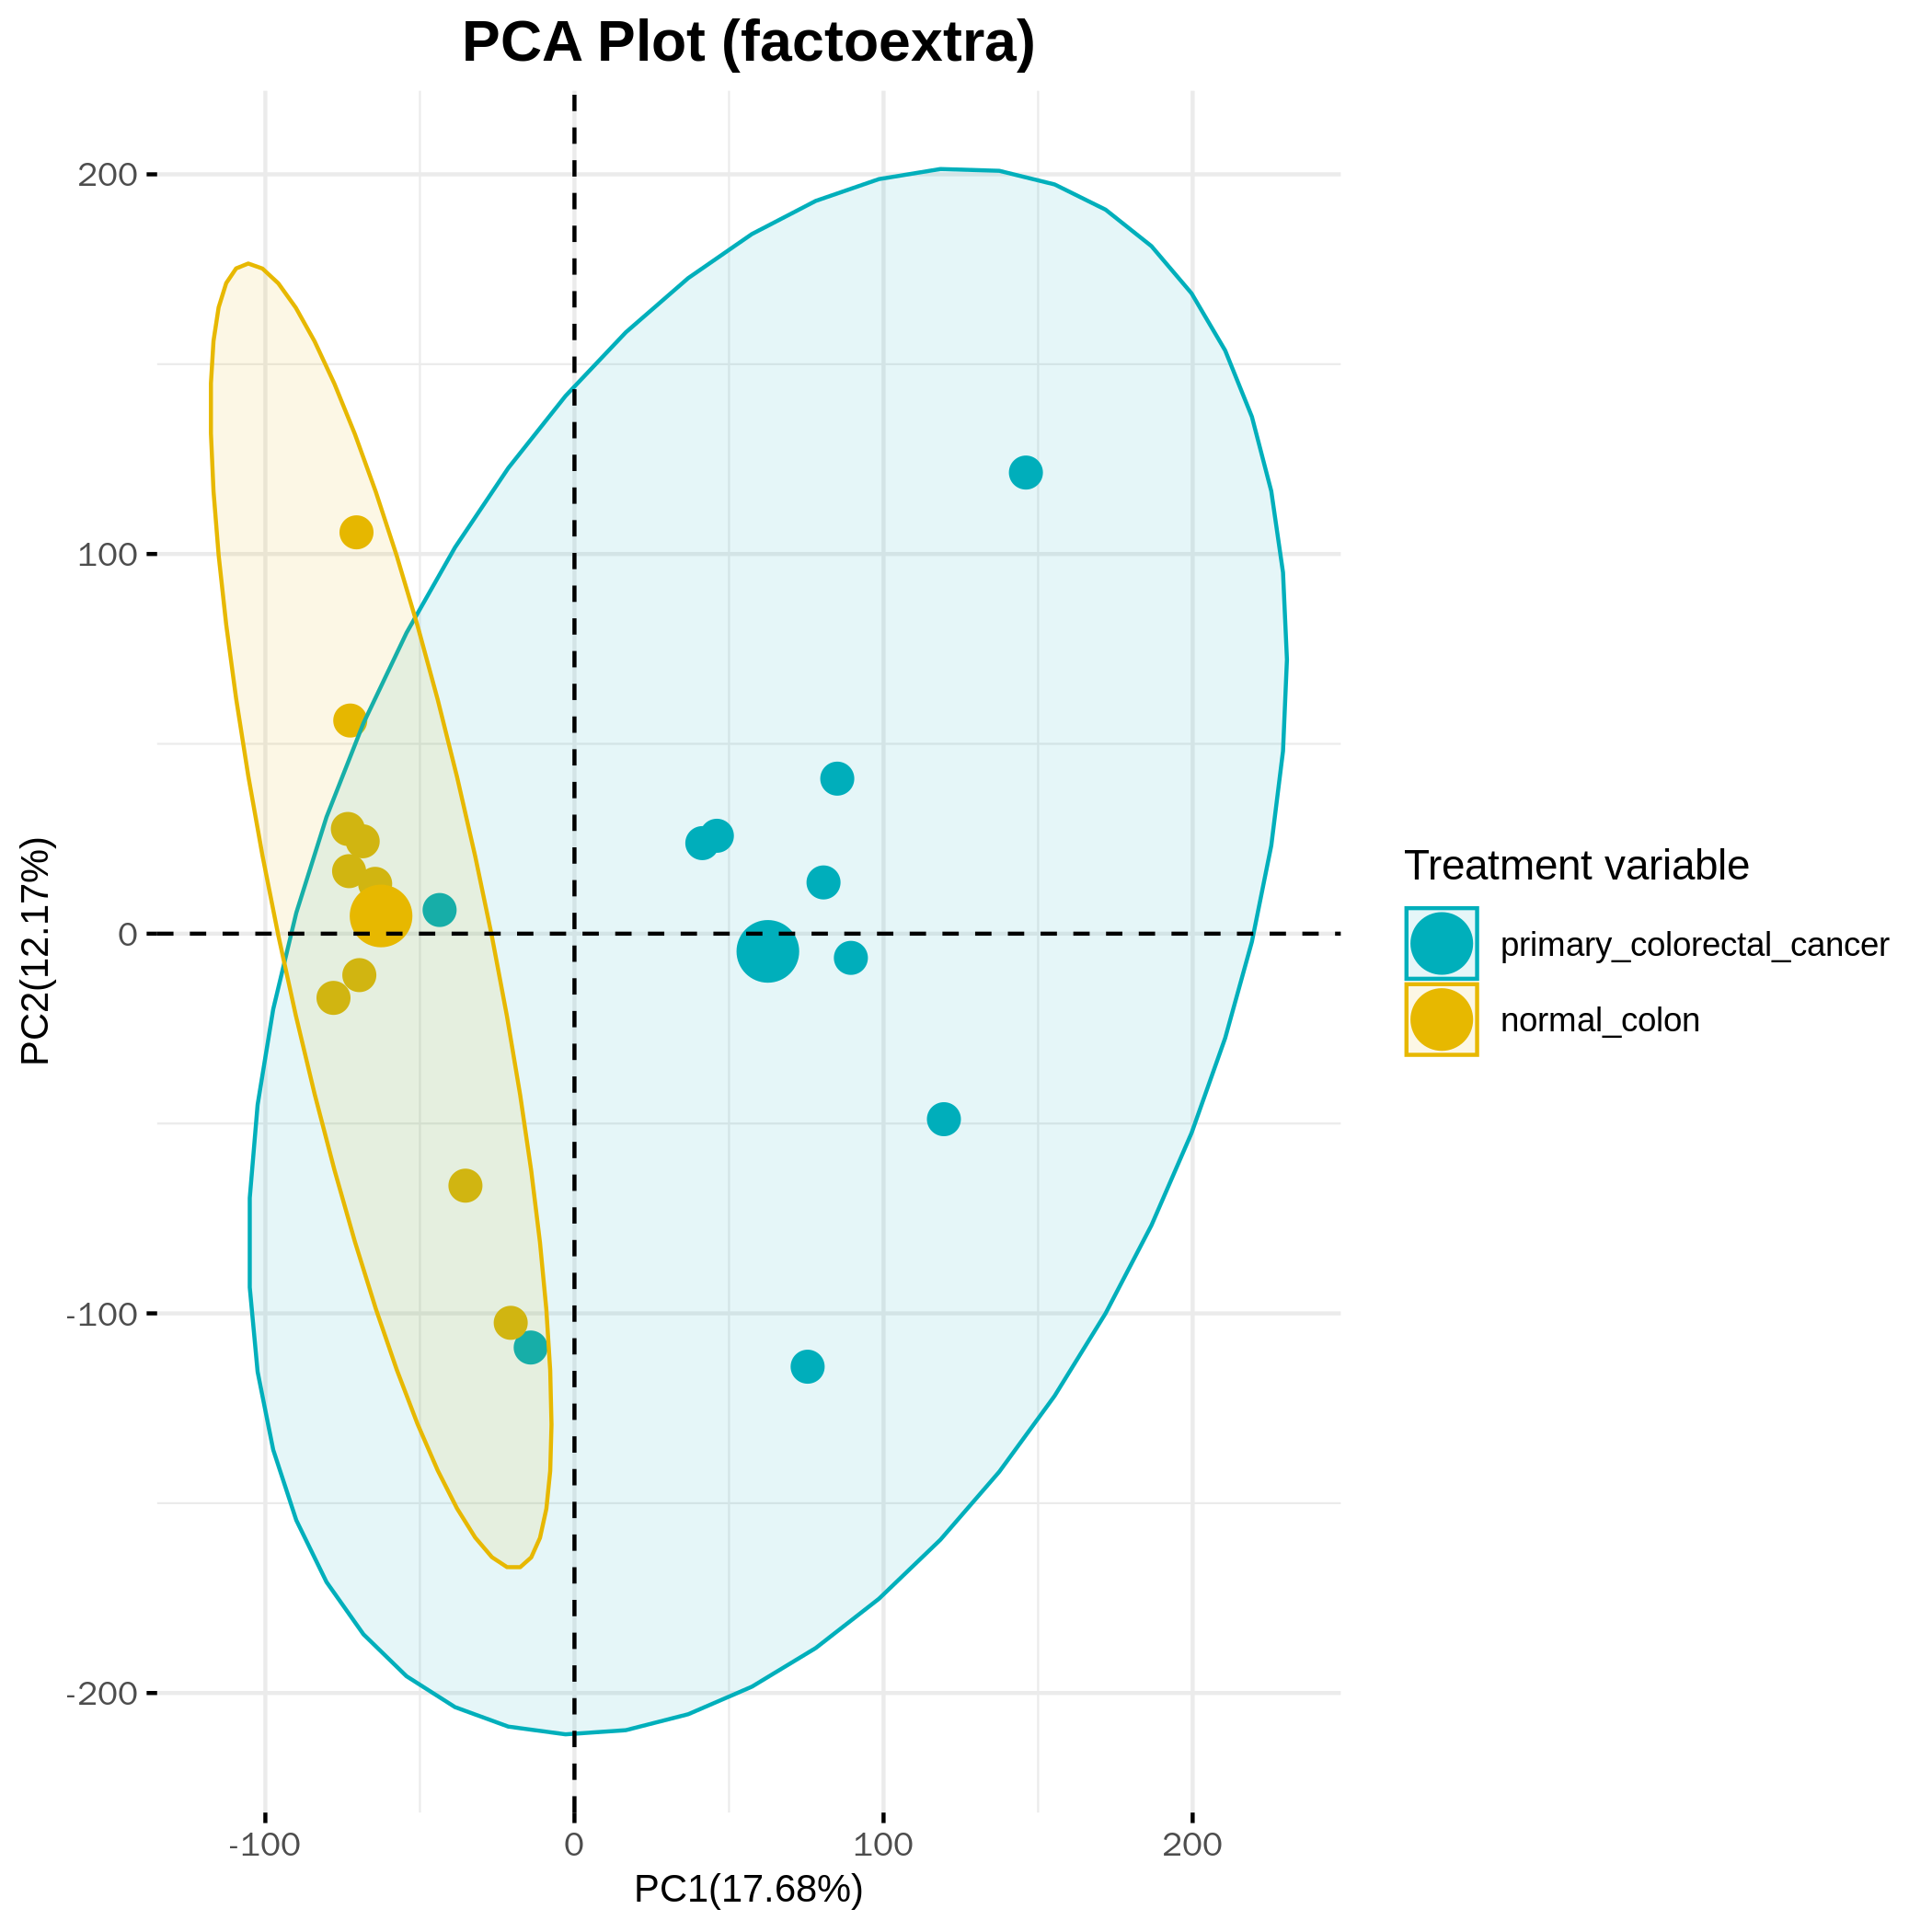 PCA Plot (factoextra)
200
100
0
-100
-200
PC2(12.17%)
-100
0
100
200
PC1(17.68%)
Treatment variable
primary_colorectal_cancer
normal_colon